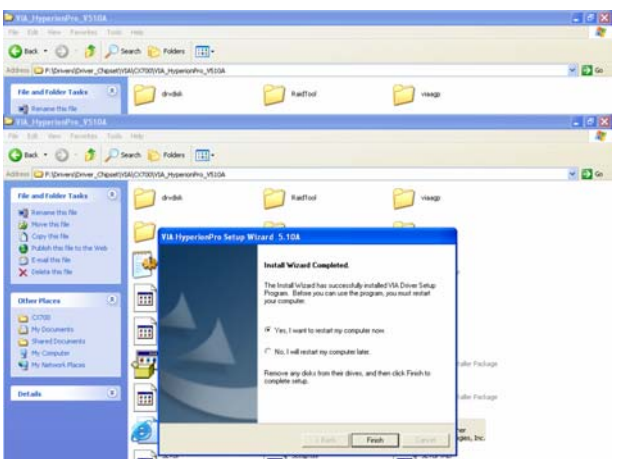 VIA_HyperionPro_V510A
File Edit View Favorites Tools Help
Back Search Folders
Address P:\Drivers\Driver_Chipset\VIA\CX700\VIA_HyperionPro_V510A Go
File and Folder Tasks
Rename this file
drvdisk
RaidTool
viaagp
VIA_HyperionPro_V510A
File Edit View Favorites Tools Help
Back Search Folders
Address P:\Drivers\Driver_Chipset\VIA\CX700\VIA_HyperionPro_V510A Go
File and Folder Tasks
Rename this file
Move this file
Copy this file
Publish this file to the Web
E-mail this file
Delete this file
Other Places
CX700
My Documents
Shared Documents
My Computer
My Network Places
Details
drvdisk
RaidTool
viaagp
VIA HyperionPro Setup Wizard 5.10A
Install Wizard Completed.
The Install Wizard has successfully installed VIA Driver Setup
Program. Before you can use the program, you must restart
your computer.
Yes, I want to restart my computer now.
No, I will restart my computer later.
Remove any disks from their drives, and then click Finish to
complete setup.
< Back Finish Cancel
Package
Package